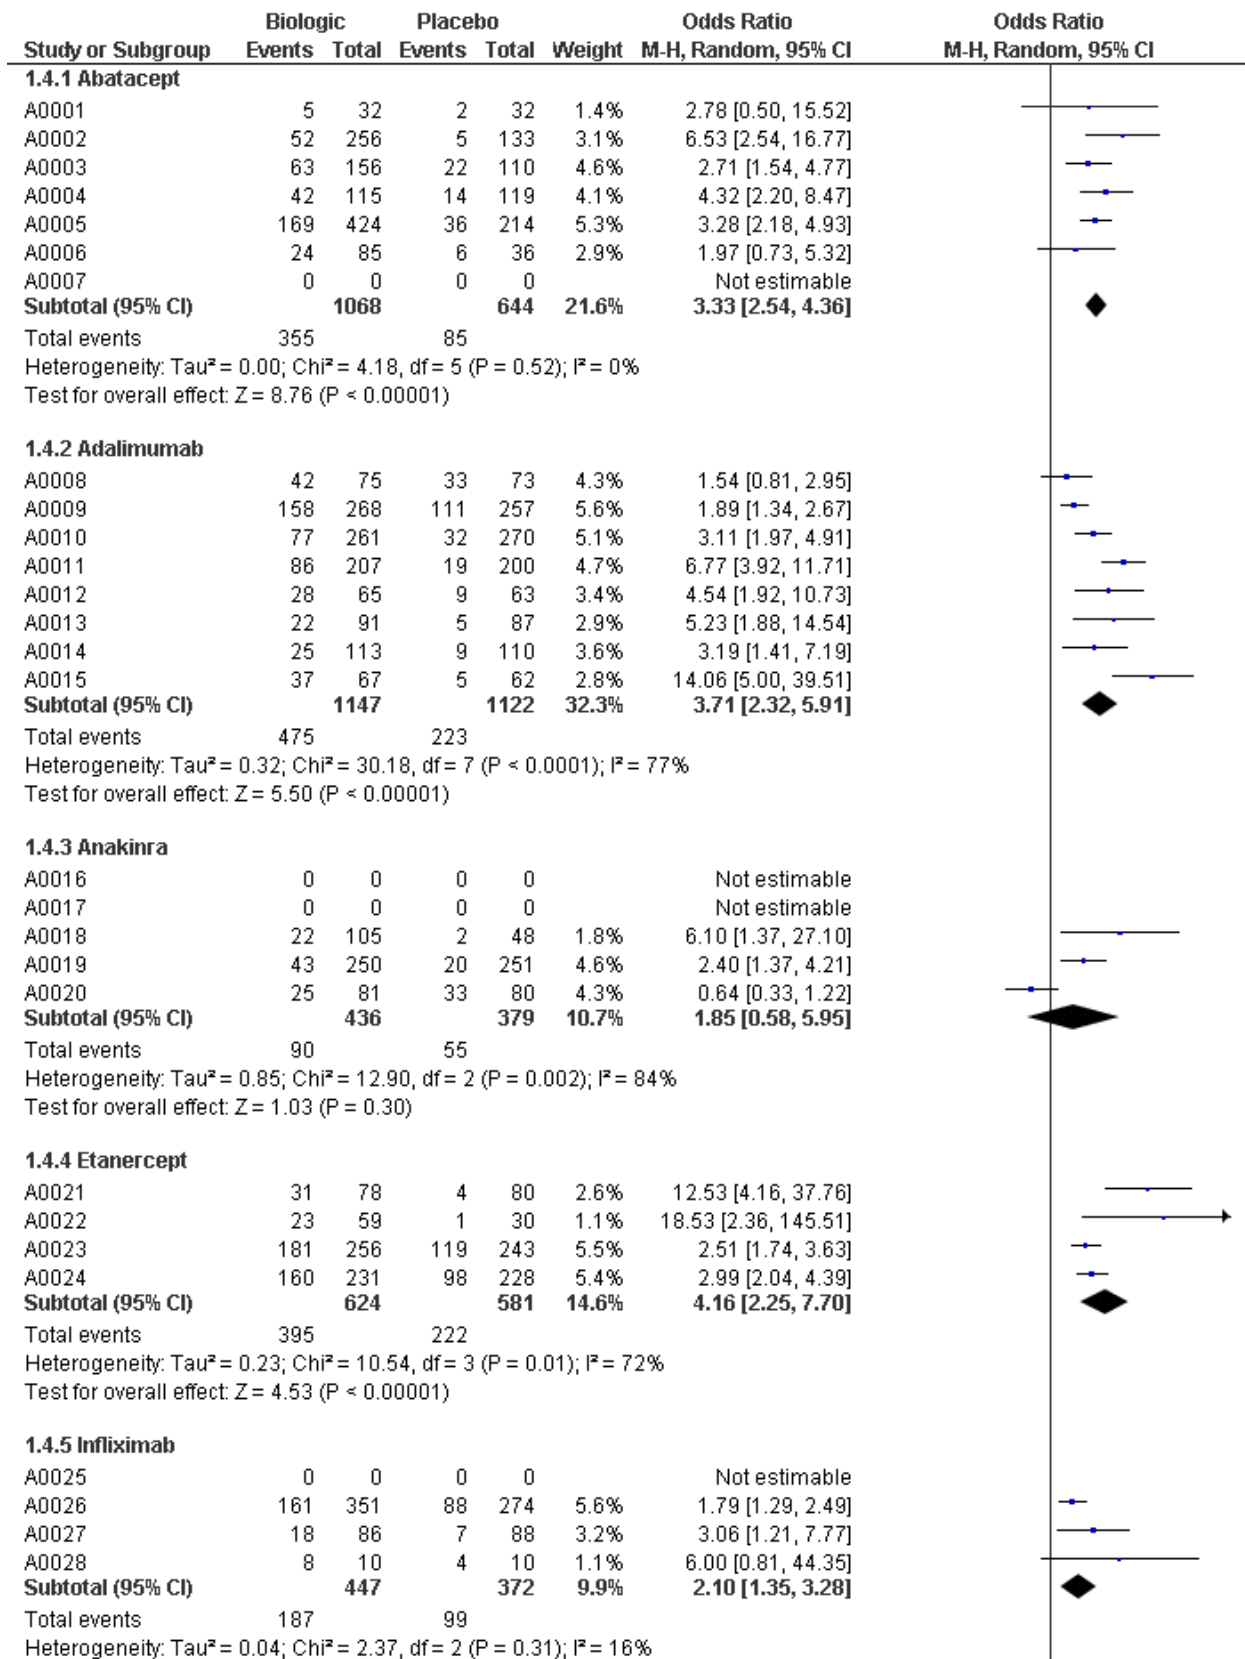 Biologic Placebo Odds Ratio Odds Ratio
Study or Subgroup Events Total Events Total Weight M-H, Random, 95% CI M-H, Random, 95% CI
1.4.1 Abatacept
A0001 5 32 2 32 1.4% 2.78 [0.50, 15.52]
A0002 52 256 5 133 3.1% 6.53 [2.54, 16.77]
A0003 63 156 22 110 4.6% 2.71 [1.54, 4.77]
A0004 42 115 14 119 4.1% 4.32 [2.20, 8.47]
A0005 169 424 36 214 5.3% 3.28 [2.18, 4.93]
A0006 24 85 6 36 2.9% 1.97 [0.73, 5.32]
A0007 0 0 0 0 Not estimable
Subtotal (95% CI) 1068 644 21.6% 3.33 [2.54, 4.36]
Total events 355 85
Heterogeneity: Tau² = 0.00; Chi² = 4.18, df = 5 (P = 0.52); I² = 0%
Test for overall effect: Z = 8.76 (P < 0.00001)
1.4.2 Adalimumab
A0008 42 75 33 73 4.3% 1.54 [0.81, 2.95]
A0009 158 268 111 257 5.6% 1.89 [1.34, 2.67]
A0010 77 261 32 270 5.1% 3.11 [1.97, 4.91]
A0011 86 207 19 200 4.7% 6.77 [3.92, 11.71]
A0012 28 65 9 63 3.4% 4.54 [1.92, 10.73]
A0013 22 91 5 87 2.9% 5.23 [1.88, 14.54]
A0014 25 113 9 110 3.6% 3.19 [1.41, 7.19]
A0015 37 67 5 62 2.8% 14.06 [5.00, 39.51]
Subtotal (95% CI) 1147 1122 32.3% 3.71 [2.32, 5.91]
Total events 475 223
Heterogeneity: Tau² = 0.32; Chi² = 30.18, df = 7 (P < 0.0001); I² = 77%
Test for overall effect: Z = 5.50 (P < 0.00001)
1.4.3 Anakinra
A0016 0 0 0 0 Not estimable
A0017 0 0 0 0 Not estimable
A0018 22 105 2 48 1.8% 6.10 [1.37, 27.10]
A0019 43 250 20 251 4.6% 2.40 [1.37, 4.21]
A0020 25 81 33 80 4.3% 0.64 [0.33, 1.22]
Subtotal (95% CI) 436 379 10.7% 1.85 [0.58, 5.95]
Total events 90 55
Heterogeneity: Tau² = 0.85; Chi² = 12.90, df = 2 (P = 0.002); I² = 84%
Test for overall effect: Z = 1.03 (P = 0.30)
1.4.4 Etanercept
A0021 31 78 4 80 2.6% 12.53 [4.16, 37.76]
A0022 23 59 1 30 1.1% 18.53 [2.36, 145.51]
A0023 181 256 119 243 5.5% 2.51 [1.74, 3.63]
A0024 160 231 98 228 5.4% 2.99 [2.04, 4.39]
Subtotal (95% CI) 624 581 14.6% 4.16 [2.25, 7.70]
Total events 395 222
Heterogeneity: Tau² = 0.23; Chi² = 10.54, df = 3 (P = 0.01); I² = 72%
Test for overall effect: Z = 4.53 (P < 0.00001)
1.4.5 Infliximab
A0025 0 0 0 0 Not estimable
A0026 161 351 88 274 5.6% 1.79 [1.29, 2.49]
A0027 18 86 7 88 3.2% 3.06 [1.21, 7.77]
A0028 8 10 4 10 1.1% 6.00 [0.81, 44.35]
Subtotal (95% CI) 447 372 9.9% 2.10 [1.35, 3.28]
Total events 187 99
Heterogeneity: Tau² = 0.04; Chi² = 2.37, df = 2 (P = 0.31); I² = 16%